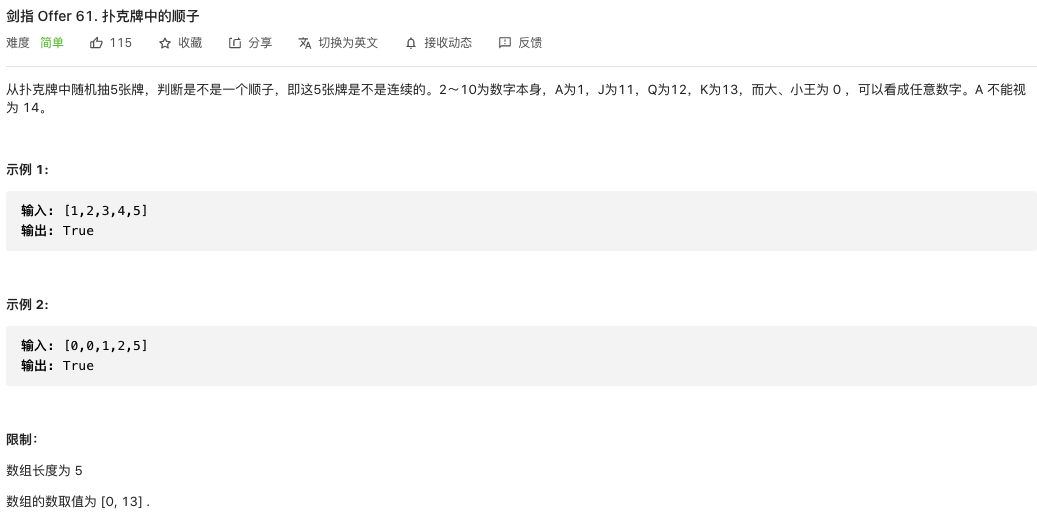 剑指 Offer 61. 扑克牌中的顺子
难度 简单 115 收藏 分享 切换为英文 接收动态 反馈
从扑克牌中随机抽5张牌，判断是不是一个顺子，即这5张牌是不是连续的。2～10为数字本身，A为1，J为11，Q为12，K为13，而大、小王为 0 ，可以看成任意数字。A 不能视
为 14。
示例 1:
输入: [1,2,3,4,5]
输出: True
示例 2:
输入: [0,0,1,2,5]
输出: True
限制：
数组长度为 5
数组的数取值为 [0, 13] .